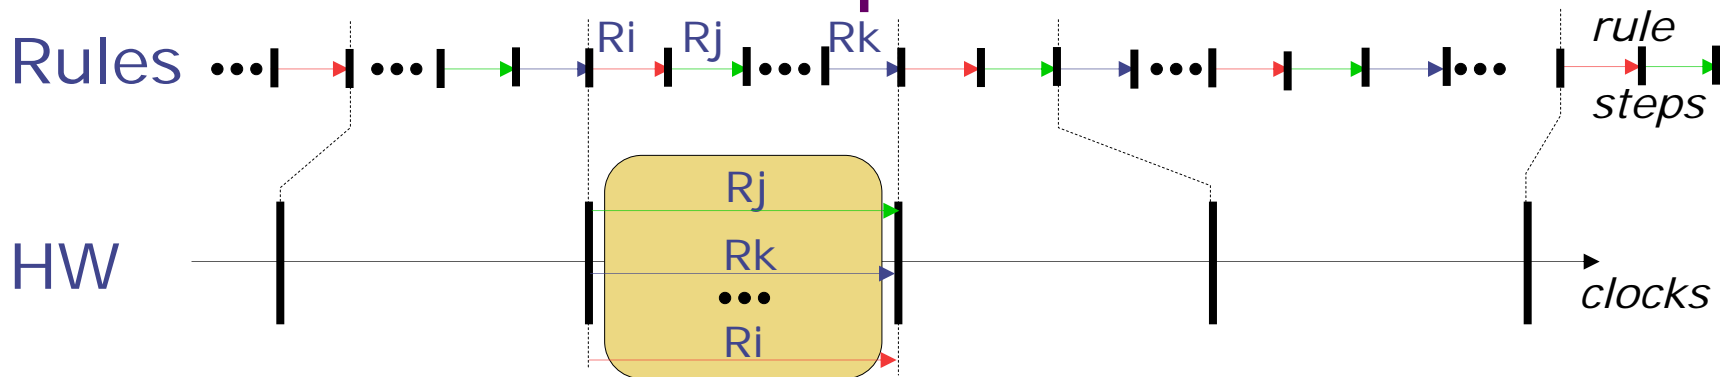 Rules ••• ••• Ri Rj ••• Rk ••• ••• rule
steps
Rj
HW Rk
•••
Ri
clocks